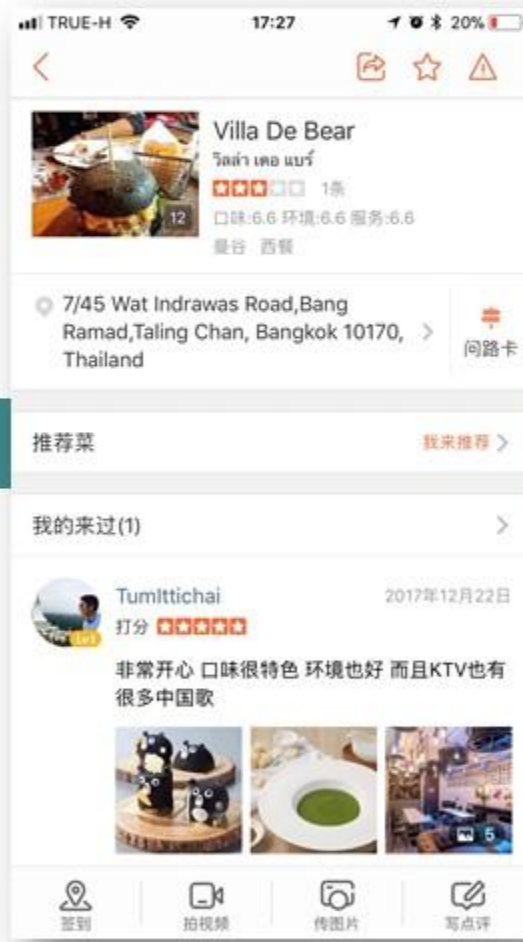 TRUE-H 17:27 20%
Villa De Bear
วิลล่า เดอ แบร์
1条
12
口味:6.6 环境:6.6 服务:6.6
曼谷 西餐
7/45 Wat Indrawas Road,Bang
Ramad,Taling Chan, Bangkok 10170,
Thailand
问路卡
推荐菜 我来推荐
我的来过(1)
TumIttichai 2017年12月22日
打分
非常开心 口味很特色 环境也好 而且KTV也有
很多中国歌
5
签到 拍视频 传图片 写点评